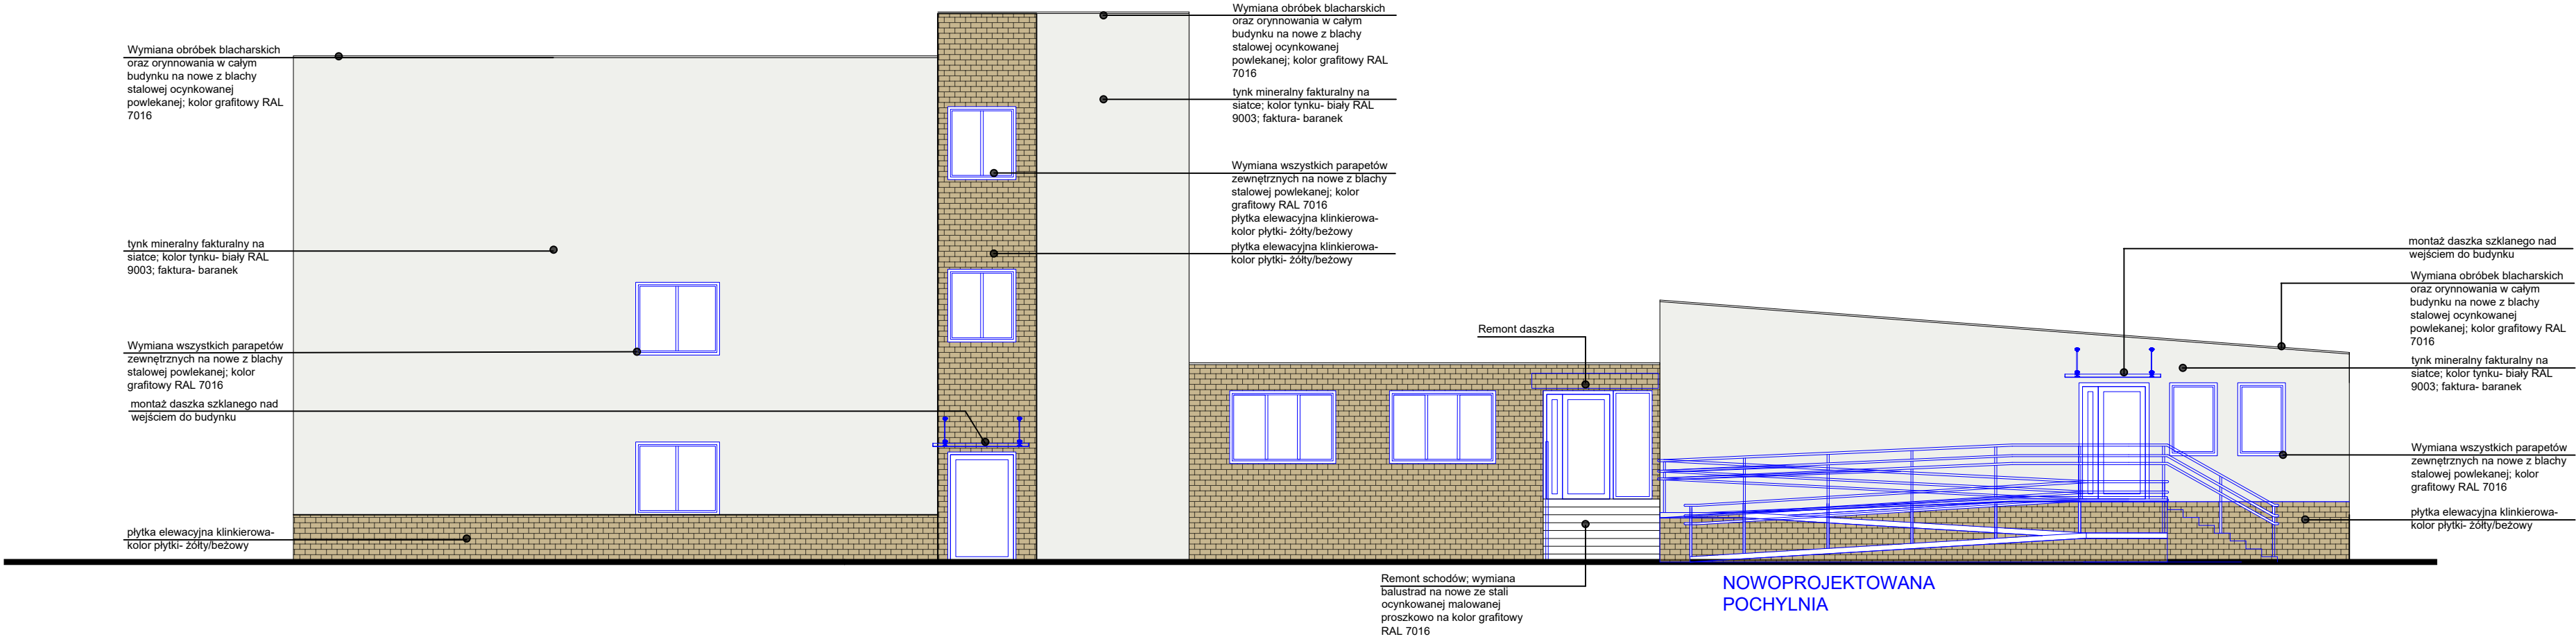 Wymiana obróbek blacharskich
oraz orynnowania w całym
budynku na nowe z blachy
stalowej ocynkowanej
powlekanej; kolor grafitowy RAL
7016
tynk mineralny fakturalny na
siatce; kolor tynku- biały RAL
9003; faktura- baranek
Wymiana wszystkich parapetów
zewnętrznych na nowe z blachy
stalowej powlekanej; kolor
grafitowy RAL 7016
montaż daszka szklanego nad
wejściem do budynku
płytka elewacyjna klinkierowa-
kolor płytki- żółty/beżowy
Wymiana obróbek blacharskich
oraz orynnowania w całym
budynku na nowe z blachy
stalowej ocynkowanej
powlekanej; kolor grafitowy RAL
7016
tynk mineralny fakturalny na
siatce; kolor tynku- biały RAL
9003; faktura- baranek
Wymiana wszystkich parapetów
zewnętrznych na nowe z blachy
stalowej powlekanej; kolor
grafitowy RAL 7016
płytka elewacyjna klinkierowa-
kolor płytki- żółty/beżowy
płytka elewacyjna klinkierowa-
kolor płytki- żółty/beżowy
Remont daszka
Remont schodów; wymiana
balustrad na nowe ze stali
ocynkowanej malowanej
proszkowo na kolor grafitowy
RAL 7016
NOWOPROJEKTOWANA
POCHYLNIA
montaż daszka szklanego nad
wejściem do budynku
Wymiana obróbek blacharskich
oraz orynnowania w całym
budynku na nowe z blachy
stalowej ocynkowanej
powlekanej; kolor grafitowy RAL
7016
tynk mineralny fakturalny na
siatce; kolor tynku- biały RAL
9003; faktura- baranek
Wymiana wszystkich parapetów
zewnętrznych na nowe z blachy
stalowej powlekanej; kolor
grafitowy RAL 7016
płytka elewacyjna klinkierowa-
kolor płytki- żółty/beżowy